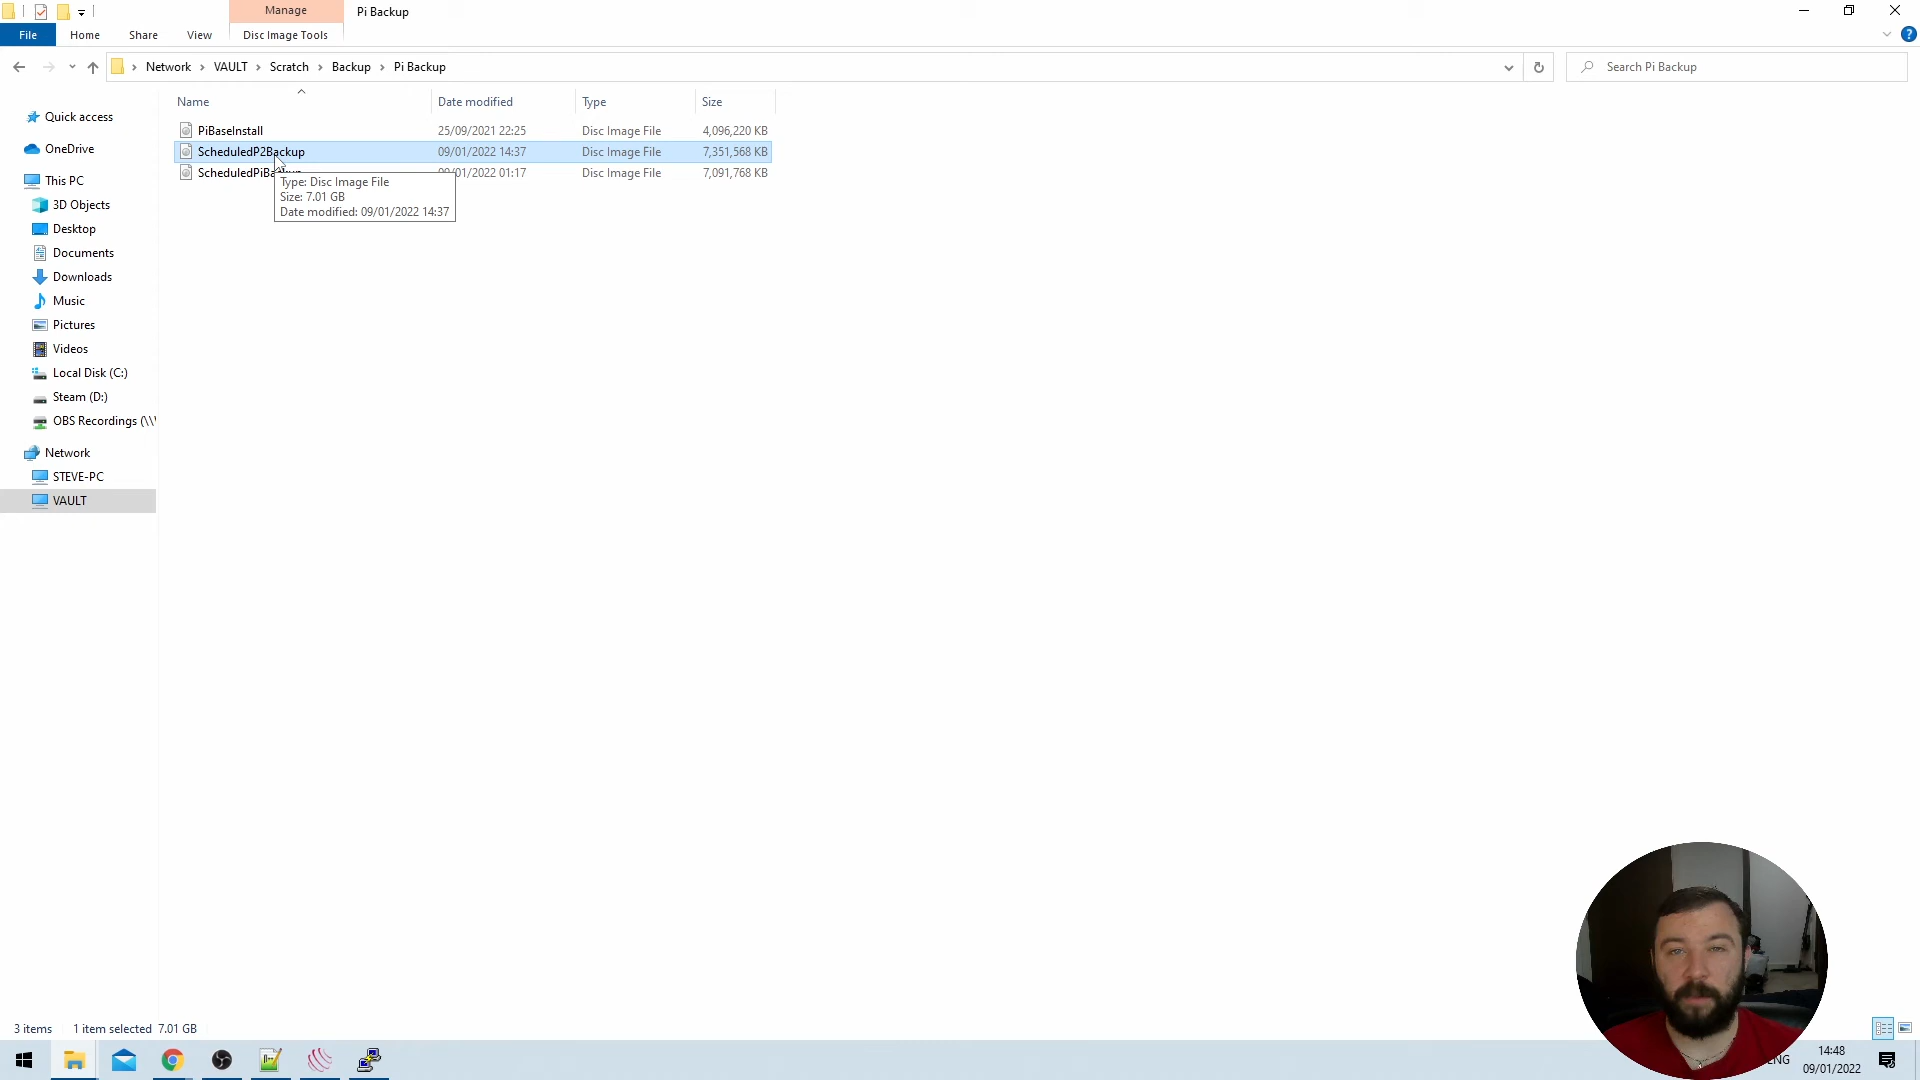 Manage
Pi Backup
File
Home
Share
View
Disc Image Tools
Network
VAULT
Scratch
Backup
Pi Backup
Search Pi Backup
Name
Date modified
Type
Size
PiBaseInstall
25/09/2021 22:25
Disc Image File
4,096,220 KB
ScheduledP2Backup
09/01/2022 14:37
Disc Image File
7,351,568 KB
09/01/2022 01:17
Disc Image File
7,091,768 KB
Type: Disc Image File
Size: 7.01 GB
Date modified: 09/01/2022 14:37
Quick access
OneDrive
This PC
3D Objects
Desktop
Documents
Downloads
Music
Pictures
Videos
Local Disk (C:)
Steam (D:)
OBS Recordings (\\
Network
STEVE-PC
VAULT
3 items
1 item selected 7.01 GB
14:48
09/01/2022